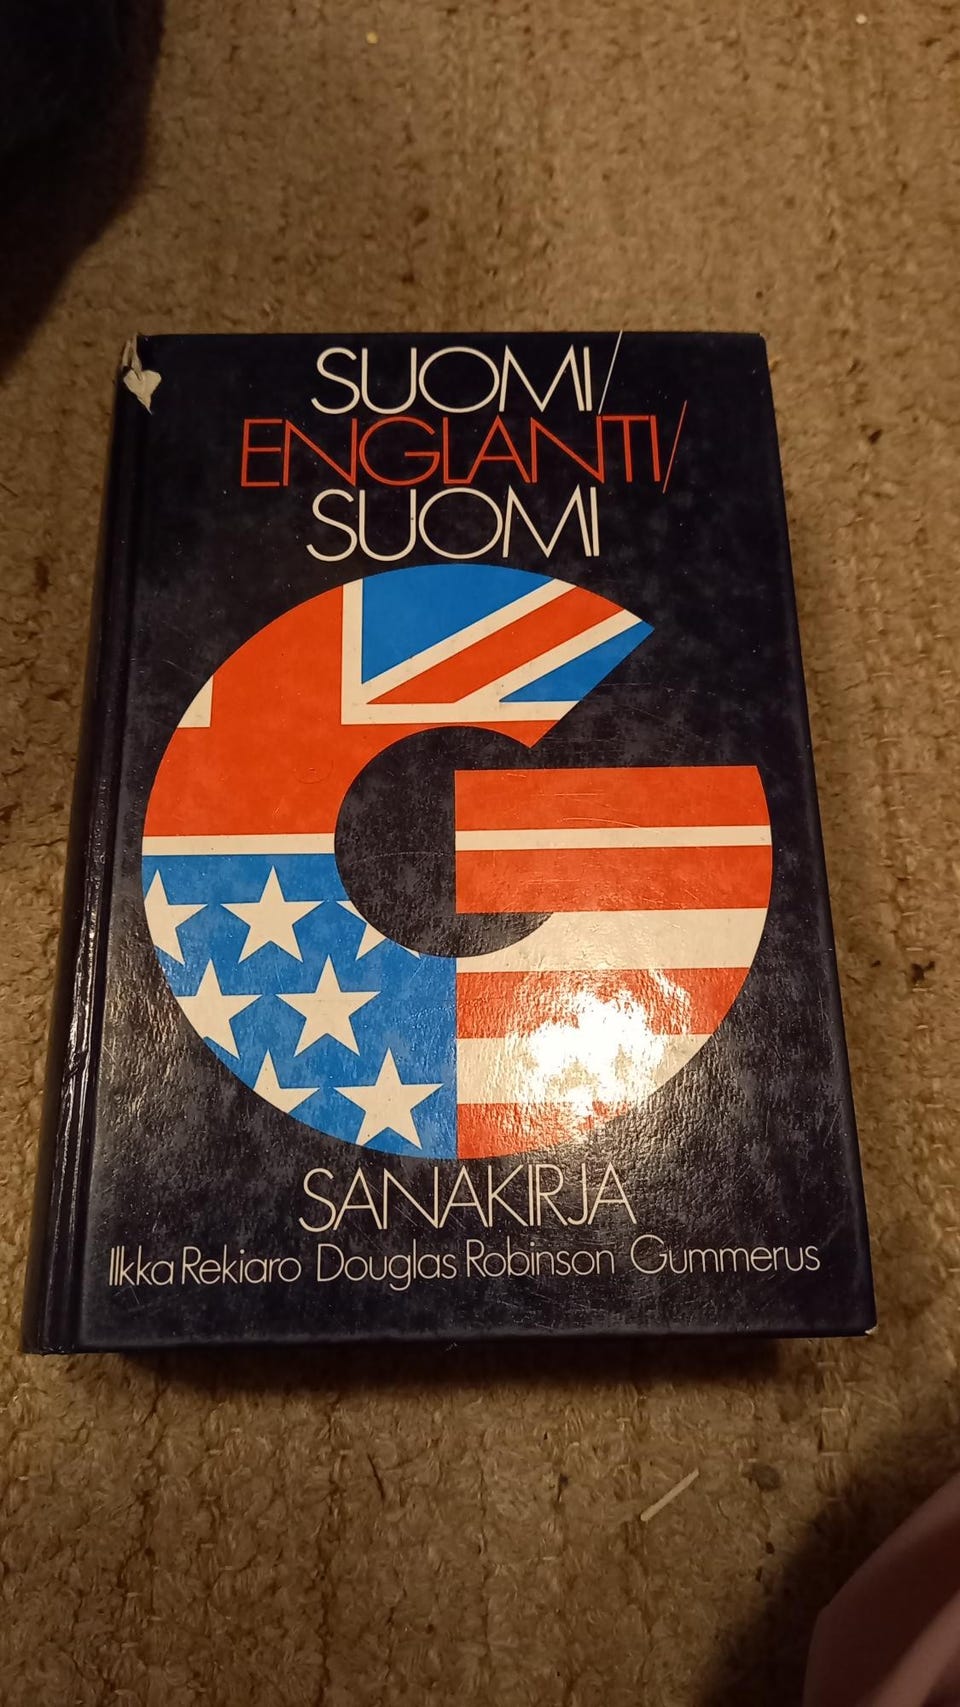 SUOMI/
ENGLANTI/
SUOMI
SANAKIRJA
Ilkka Rekiaro Douglas Robinson Gummerus